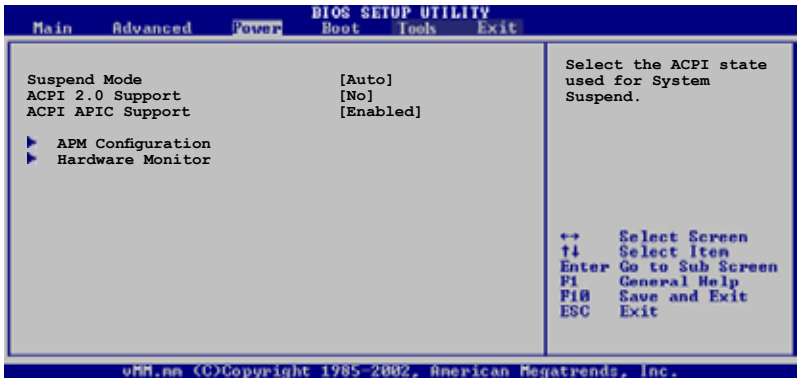 BIOS SETUP UTILITY
Main Advanced Power Boot Tools Exit
Suspend Mode [Auto]
ACPI 2.0 Support [No]
ACPI APIC Support [Enabled]
APM Configuration
Hardware Monitor
Select the ACPI state
used for System
Suspend.
←→ Select Screen
↑↓ Select Item
Enter Go to Sub Screen
F1 General Help
F10 Save and Exit
ESC Exit
vMM.mm (C)Copyright 1985-2002, American Megatrends, Inc.